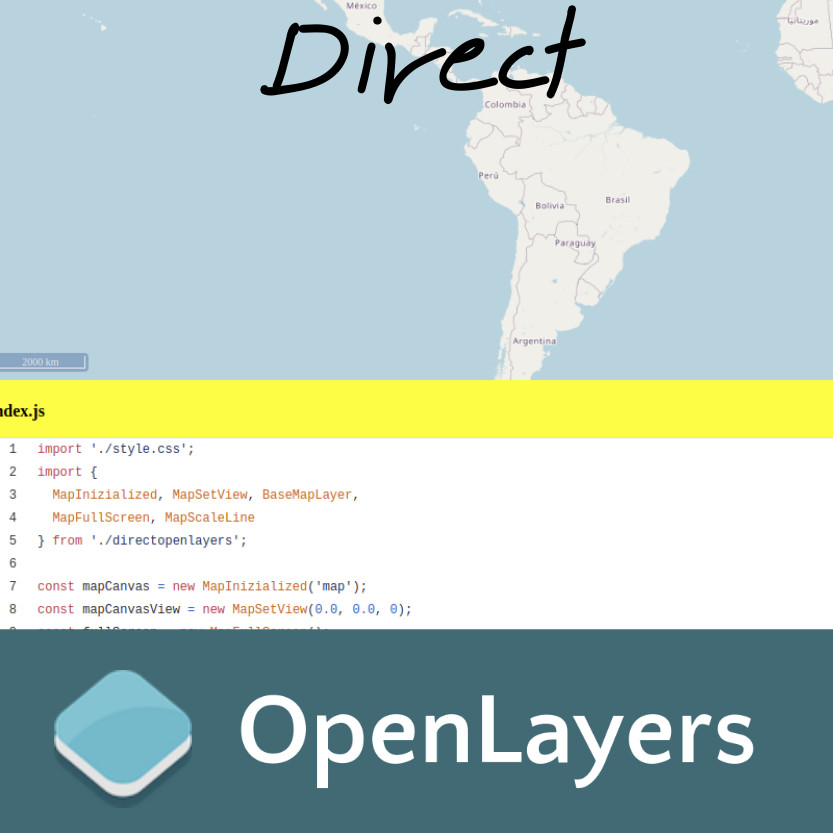 México
Direct
موريتانيا
Colombia
Perú
Bolivia
Brasil
Paraguay
Argentina
2000 km
ndex.js
1 import './style.css';
2 import {
3 MapInizialized, MapSetView, BaseMapLayer,
4 MapFullScreen, MapScaleLine
5 } from './directopenlayers';
6
7 const mapCanvas = new MapInizialized('map');
8 const mapCanvasView = new MapSetView(0.0, 0.0, 0);
OpenLayers